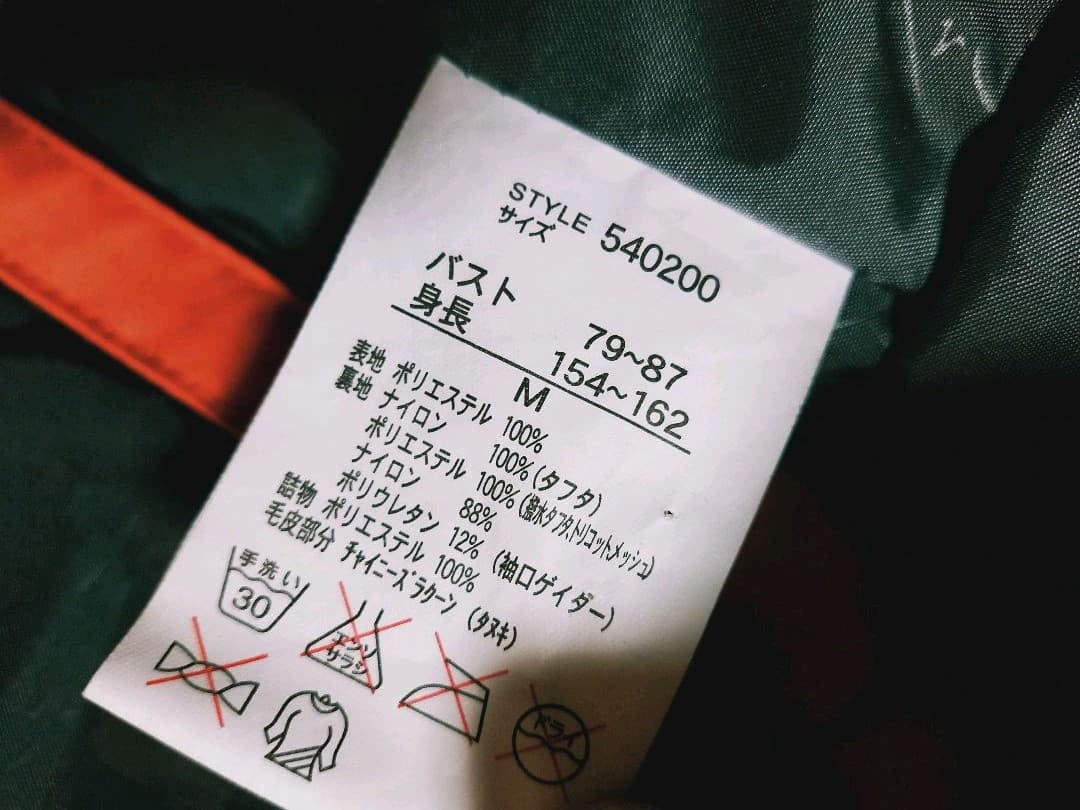 STYLE 540200
サイズ
バスト 79~87
身長 154~162
M
表地 ポリエステル 100%
裏地 ナイロン 100%(タフタ)
ポリエステル 100%(撥水タフタ,トリコットメッシュ)
ナイロン 88%
ポリウレタン 12% (袖口ゲイダー)
詰物 ポリエステル 100%
毛皮部分 チャイニーズラクーン (タヌキ)
手洗い
30
エンソ
サラシ
ドライ